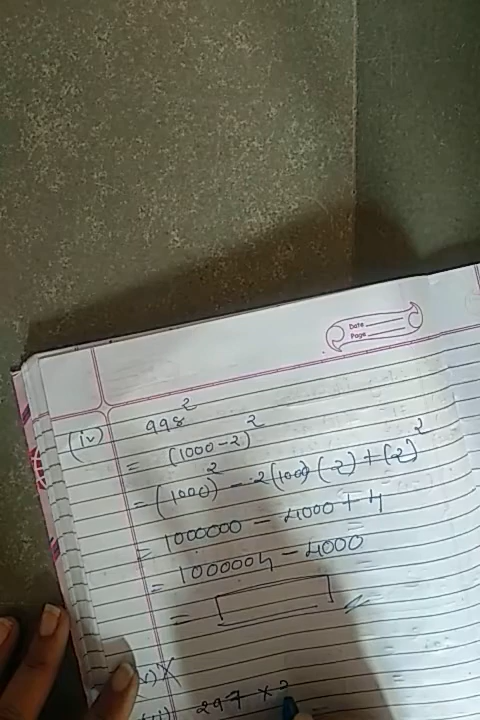 Date
Page
(iv) 998²
= (1000-2)²
= (1000)² - 2(1000)(2) + (2)²
= 1000000 - 4000 + 4
= 1000004 - 4000
=
v) X
297 ×